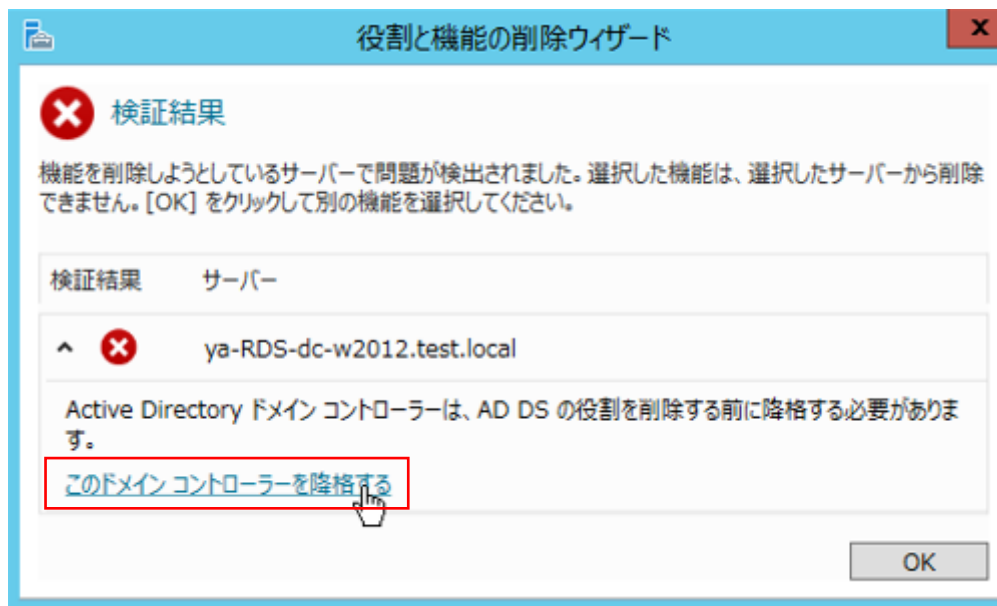 役割と機能の削除ウィザード
x
検証結果
機能を削除しようとしているサーバーで問題が検出されました。選択した機能は、選択したサーバーから削除
できません。[OK] をクリックして別の機能を選択してください。
検証結果 サーバー
ya-RDS-dc-w2012.test.local
Active Directory ドメイン コントローラーは、AD DS の役割を削除する前に降格する必要がありま
す。
このドメイン コントローラーを降格する
OK